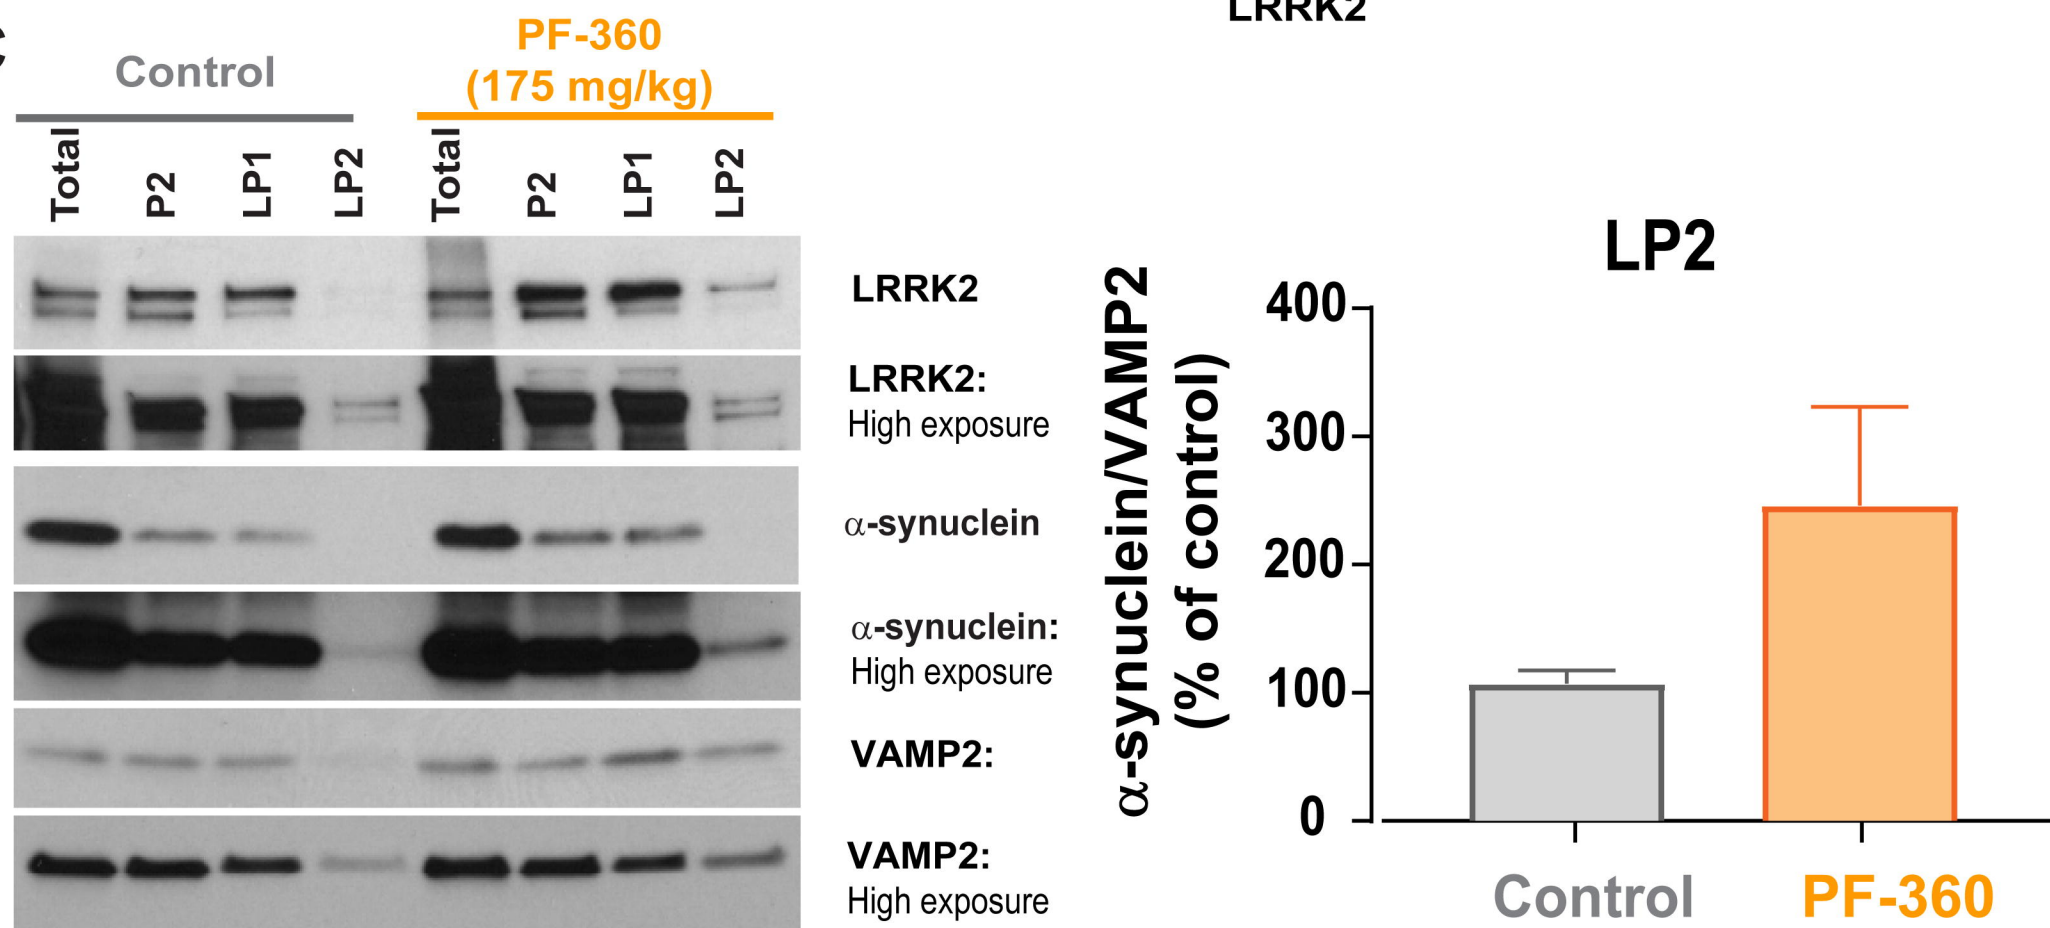 LRRK2
C
Control
PF-360
(175 mg/kg)
Total
P2
LP1
LP2
Total
P2
LP1
LP2
LRRK2
LRRK2:
High exposure
α-synuclein
α-synuclein:
High exposure
VAMP2:
VAMP2:
High exposure
LP2
α-synuclein/VAMP2
(% of control)
400
300
200
100
0
Control
PF-360